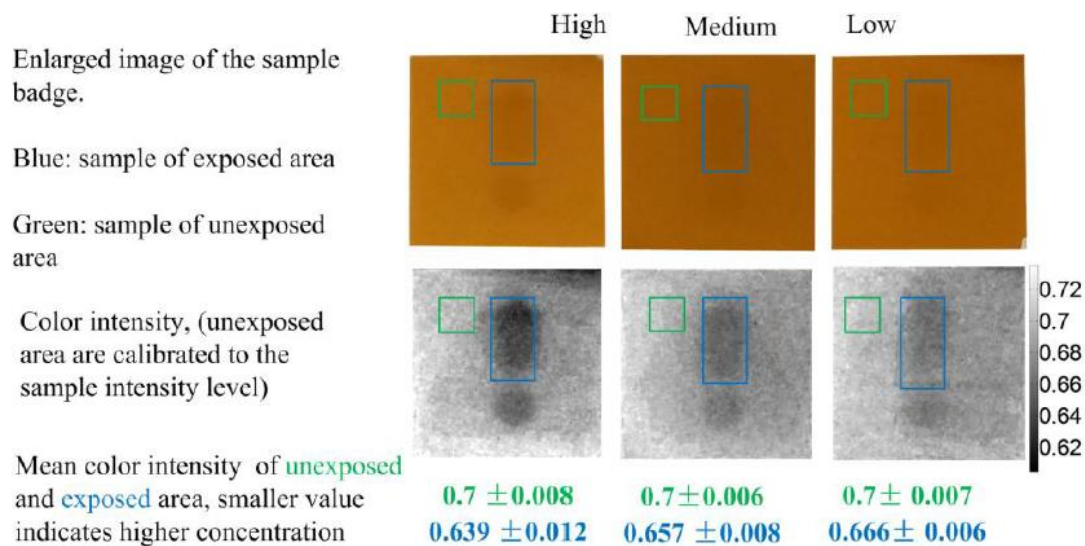 High Medium Low
Enlarged image of the sample
badge.
Blue: sample of exposed area
Green: sample of unexposed
area
Color intensity, (unexposed
area are calibrated to the
sample intensity level)
0.72
0.7
0.68
0.66
0.64
0.62
Mean color intensity of unexposed
and exposed area, smaller value
indicates higher concentration
0.7 ±0.008 0.7 ±0.006 0.7 ± 0.007
0.639 ±0.012 0.657 ±0.008 0.666 ±0.006